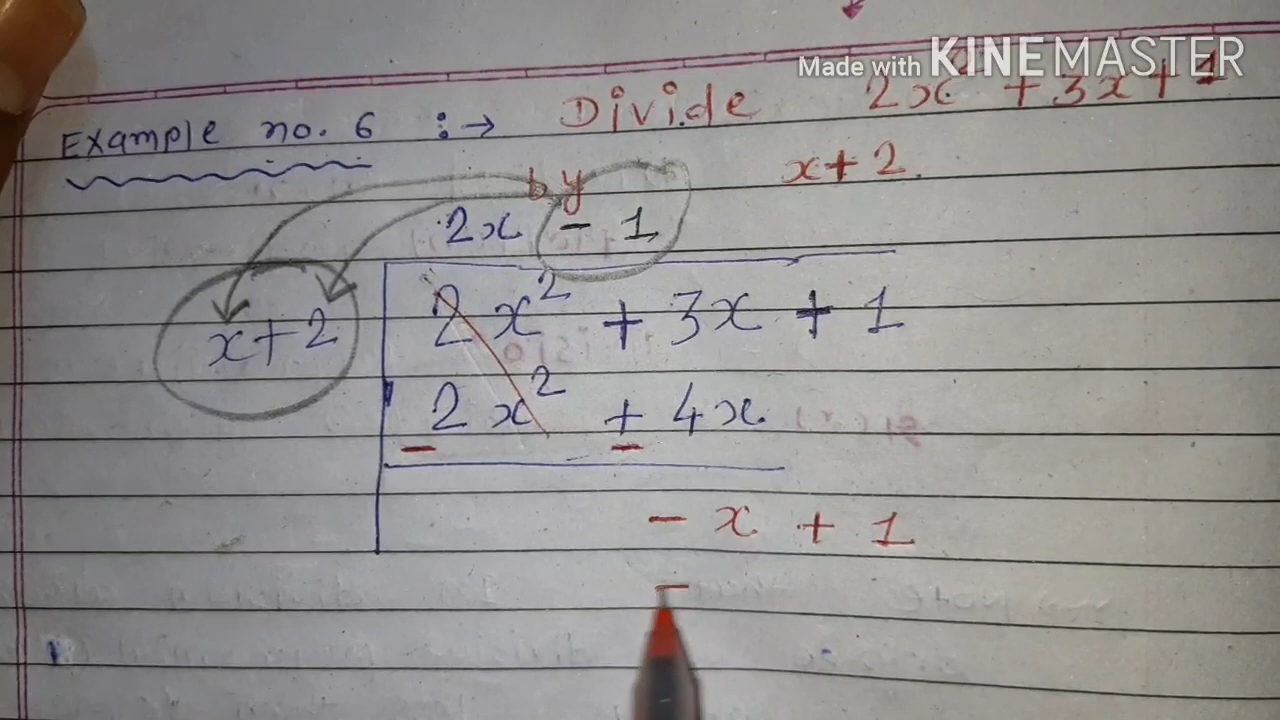 Made with KINEMASTER
Example no. 6 :→ Divide 2x² + 3x + 1
by x + 2.
2x - 1
x + 2 2x² + 3x + 1
2x² + 4x
- -
- x + 1
-